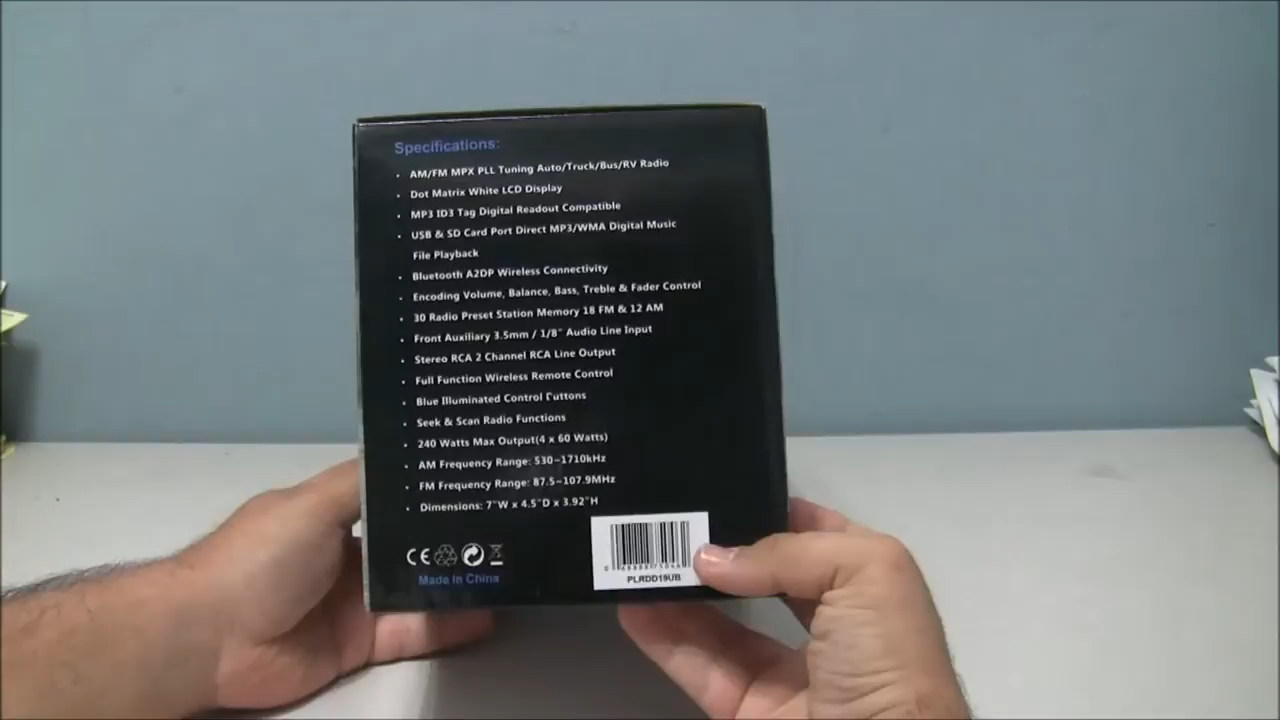 Specifications:
• AM/FM MPX PLL Tuning Auto/Truck/Bus/RV Radio
• Dot Matrix White LCD Display
• MP3 ID3 Tag Digital Readout Compatible
• USB & SD Card Port Direct MP3/WMA Digital Music
File Playback
• Bluetooth A2DP Wireless Connectivity
• Encoding Volume, Balance, Bass, Treble & Fader Control
• 30 Radio Preset Station Memory 18 FM & 12 AM
• Front Auxiliary 3.5mm / 1/8" Audio Line Input
• Stereo RCA 2 Channel RCA Line Output
• Full Function Wireless Remote Control
• Blue Illuminated Control Γuttons
• Seek & Scan Radio Functions
• 240 Watts Max Output(4 x 60 Watts)
• AM Frequency Range: 530~1710kHz
• FM Frequency Range: 87.5~107.9MHz
• Dimensions: 7"W x 4.5"D x 3.92"H
CE
Made in China
PLRDD19UB